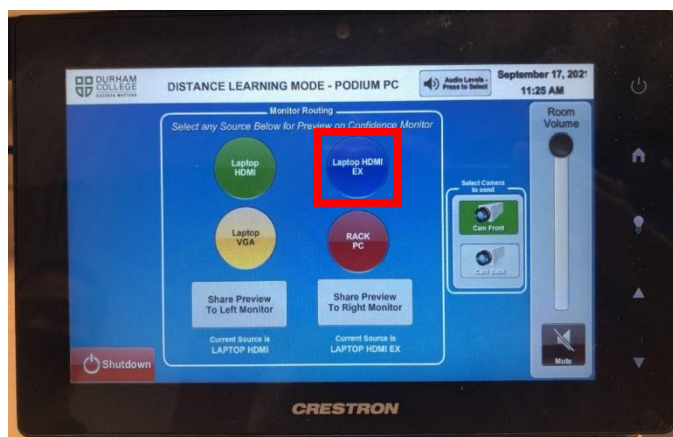 DURHAM
COLLEGE
SUCCESS MATTERS
DISTANCE LEARNING MODE - PODIUM PC
Audio Levels -
Press to Select
September 17, 202
11:25 AM
Monitor Routing
Select any Source Below for Preview on Confidence Monitor
Laptop
HDMI
Laptop HDMI
EX
Laptop
VGA
RACK
PC
Share Preview
To Left Monitor
Share Preview
To Right Monitor
Current Source is
LAPTOP HDMI
Current Source is
LAPTOP HDMI EX
Select Camera
to send
Cam Front
Cam Back
Room
Volume
Mute
Shutdown
CRESTRON